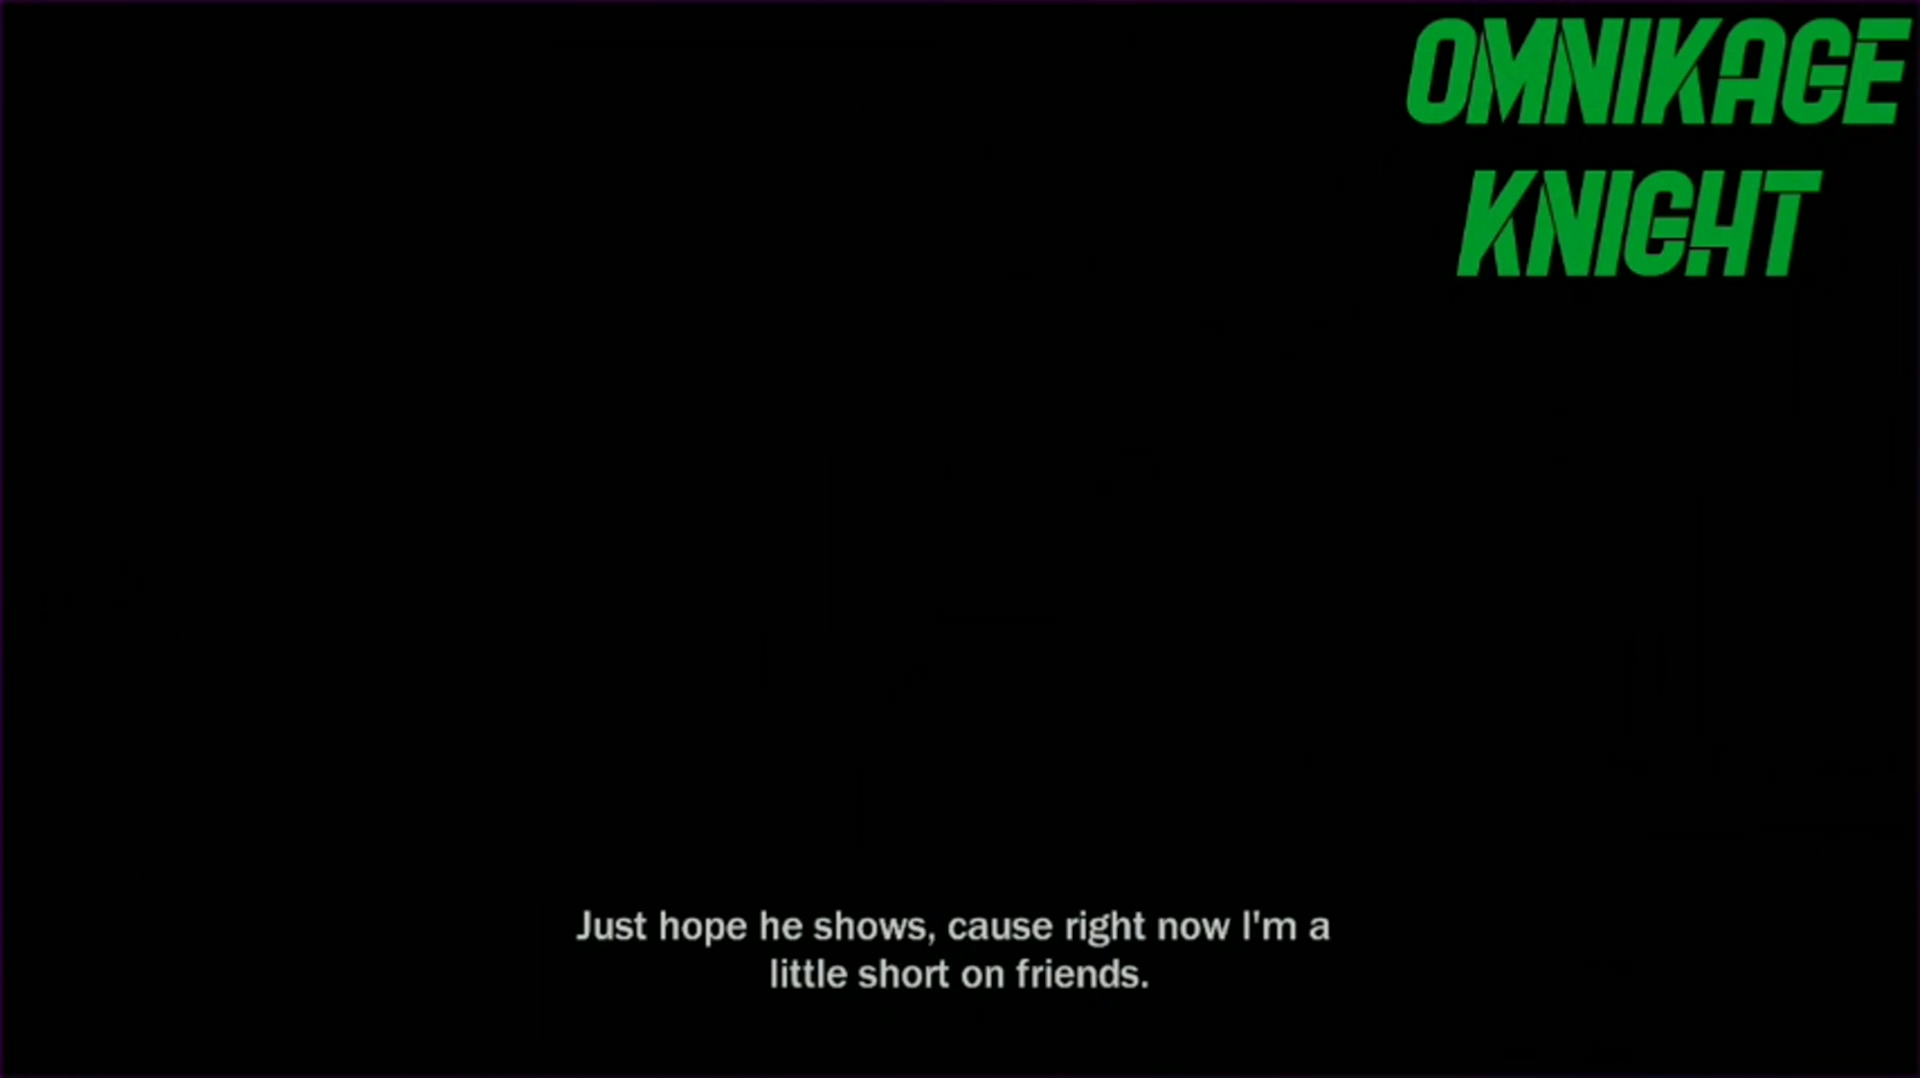 OMNIKAGE
KNIGHT
Just hope he shows, cause right now I'm a
little short on friends.